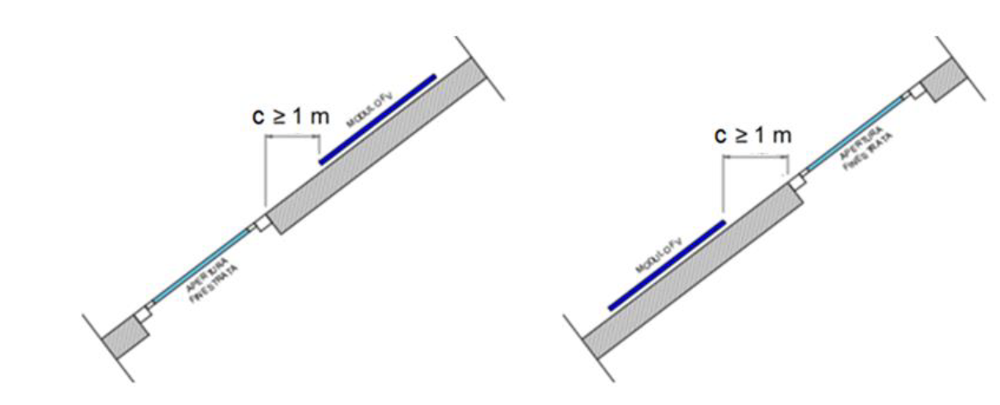 c ≥ 1 m
MODULO FV
APERTURA
FINESTRATA
c ≥ 1 m
MODULO FV
APERTURA
FINESTRATA